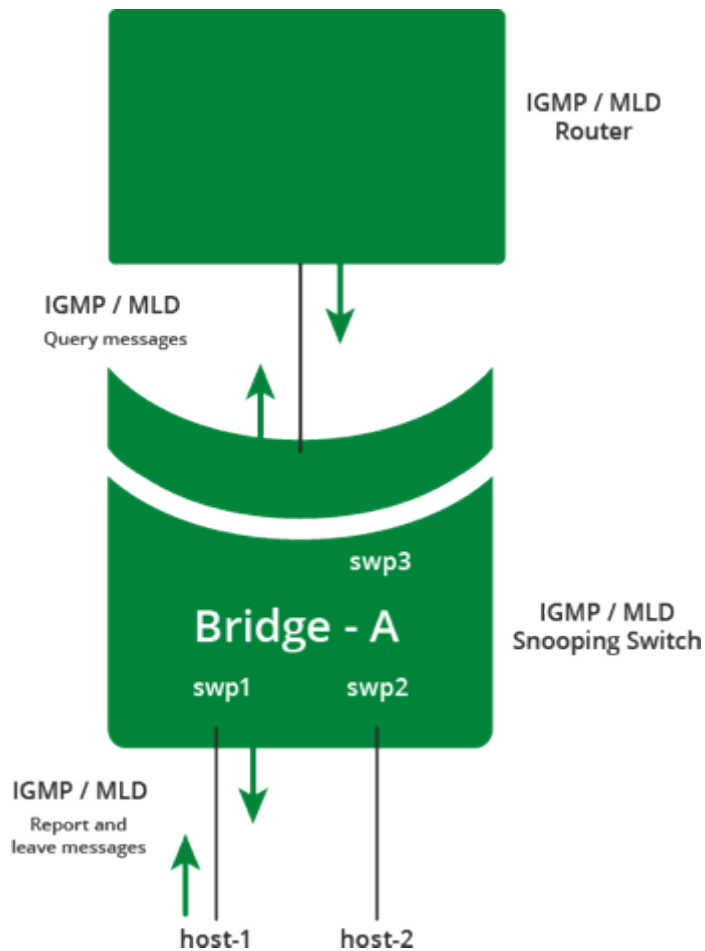 IGMP / MLD
Router
IGMP / MLD
Query messages
swp3
Bridge - A
IGMP / MLD
Snooping Switch
swp1
swp2
IGMP / MLD
Report and
leave messages
host-1
host-2